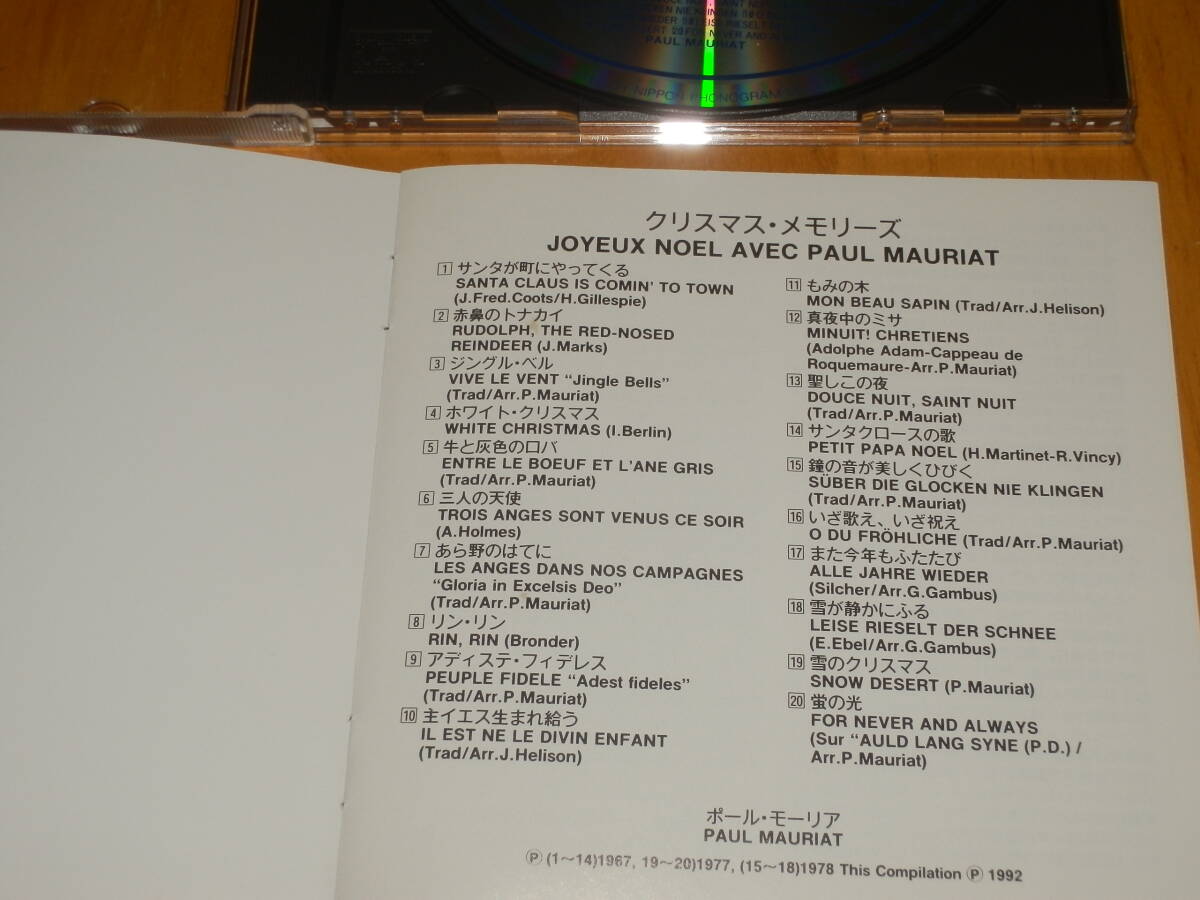 PAUL MAURIAT
NIPPON PHONOGRAM
クリスマス・メモリーズ
JOYEUX NOEL AVEC PAUL MAURIAT
1 サンタが町にやってくる
SANTA CLAUS IS COMIN' TO TOWN
(J.Fred.Coots/H.Gillespie)
2 赤鼻のトナカイ
RUDOLPH, THE RED-NOSED
REINDEER (J.Marks)
3 ジングル・ベル
VIVE LE VENT “Jingle Bells”
(Trad/Arr.P.Mauriat)
4 ホワイト・クリスマス
WHITE CHRISTMAS (I.Berlin)
5 牛と灰色のロバ
ENTRE LE BOEUF ET L'ANE GRIS
(Trad/Arr.P.Mauriat)
6 三人の天使
TROIS ANGES SONT VENUS CE SOIR
(A.Holmes)
7 あら野のはてに
LES ANGES DANS NOS CAMPAGNES
“Gloria in Excelsis Deo”
(Trad/Arr.P.Mauriat)
8 リン・リン
RIN, RIN (Bronder)
9 アディステ・フィデレス
PEUPLE FIDELE “Adest fideles”
(Trad/Arr.P.Mauriat)
10 主イエス生まれ給う
IL EST NE LE DIVIN ENFANT
(Trad/Arr.J.Helison)
11 もみの木
MON BEAU SAPIN (Trad/Arr.J.Helison)
12 真夜中のミサ
MINUIT! CHRETIENS
(Adolphe Adam-Cappeau de
Roquemaure-Arr.P.Mauriat)
13 聖しこの夜
DOUCE NUIT, SAINT NUIT
(Trad/Arr.P.Mauriat)
14 サンタクロースの歌
PETIT PAPA NOEL (H.Martinet-R.Vincy)
15 鐘の音が美しくひびく
SÜBER DIE GLOCKEN NIE KLINGEN
(Trad/Arr.P.Mauriat)
16 いざ歌え、いざ祝え
O DU FRÖHLICHE (Trad/Arr.P.Mauriat)
17 また今年もふたたび
ALLE JAHRE WIEDER
(Silcher/Arr.G.Gambus)
18 雪が静かにふる
LEISE RIESELT DER SCHNEE
(E.Ebel/Arr.G.Gambus)
19 雪のクリスマス
SNOW DESERT (P.Mauriat)
20 蛍の光
FOR NEVER AND ALWAYS
(Sur “AULD LANG SYNE (P.D.) /
Arr.P.Mauriat)
ポール・モーリア
PAUL MAURIAT
Ⓟ (1～14)1967, 19～20)1977, (15～18)1978 This Compilation Ⓟ 1992